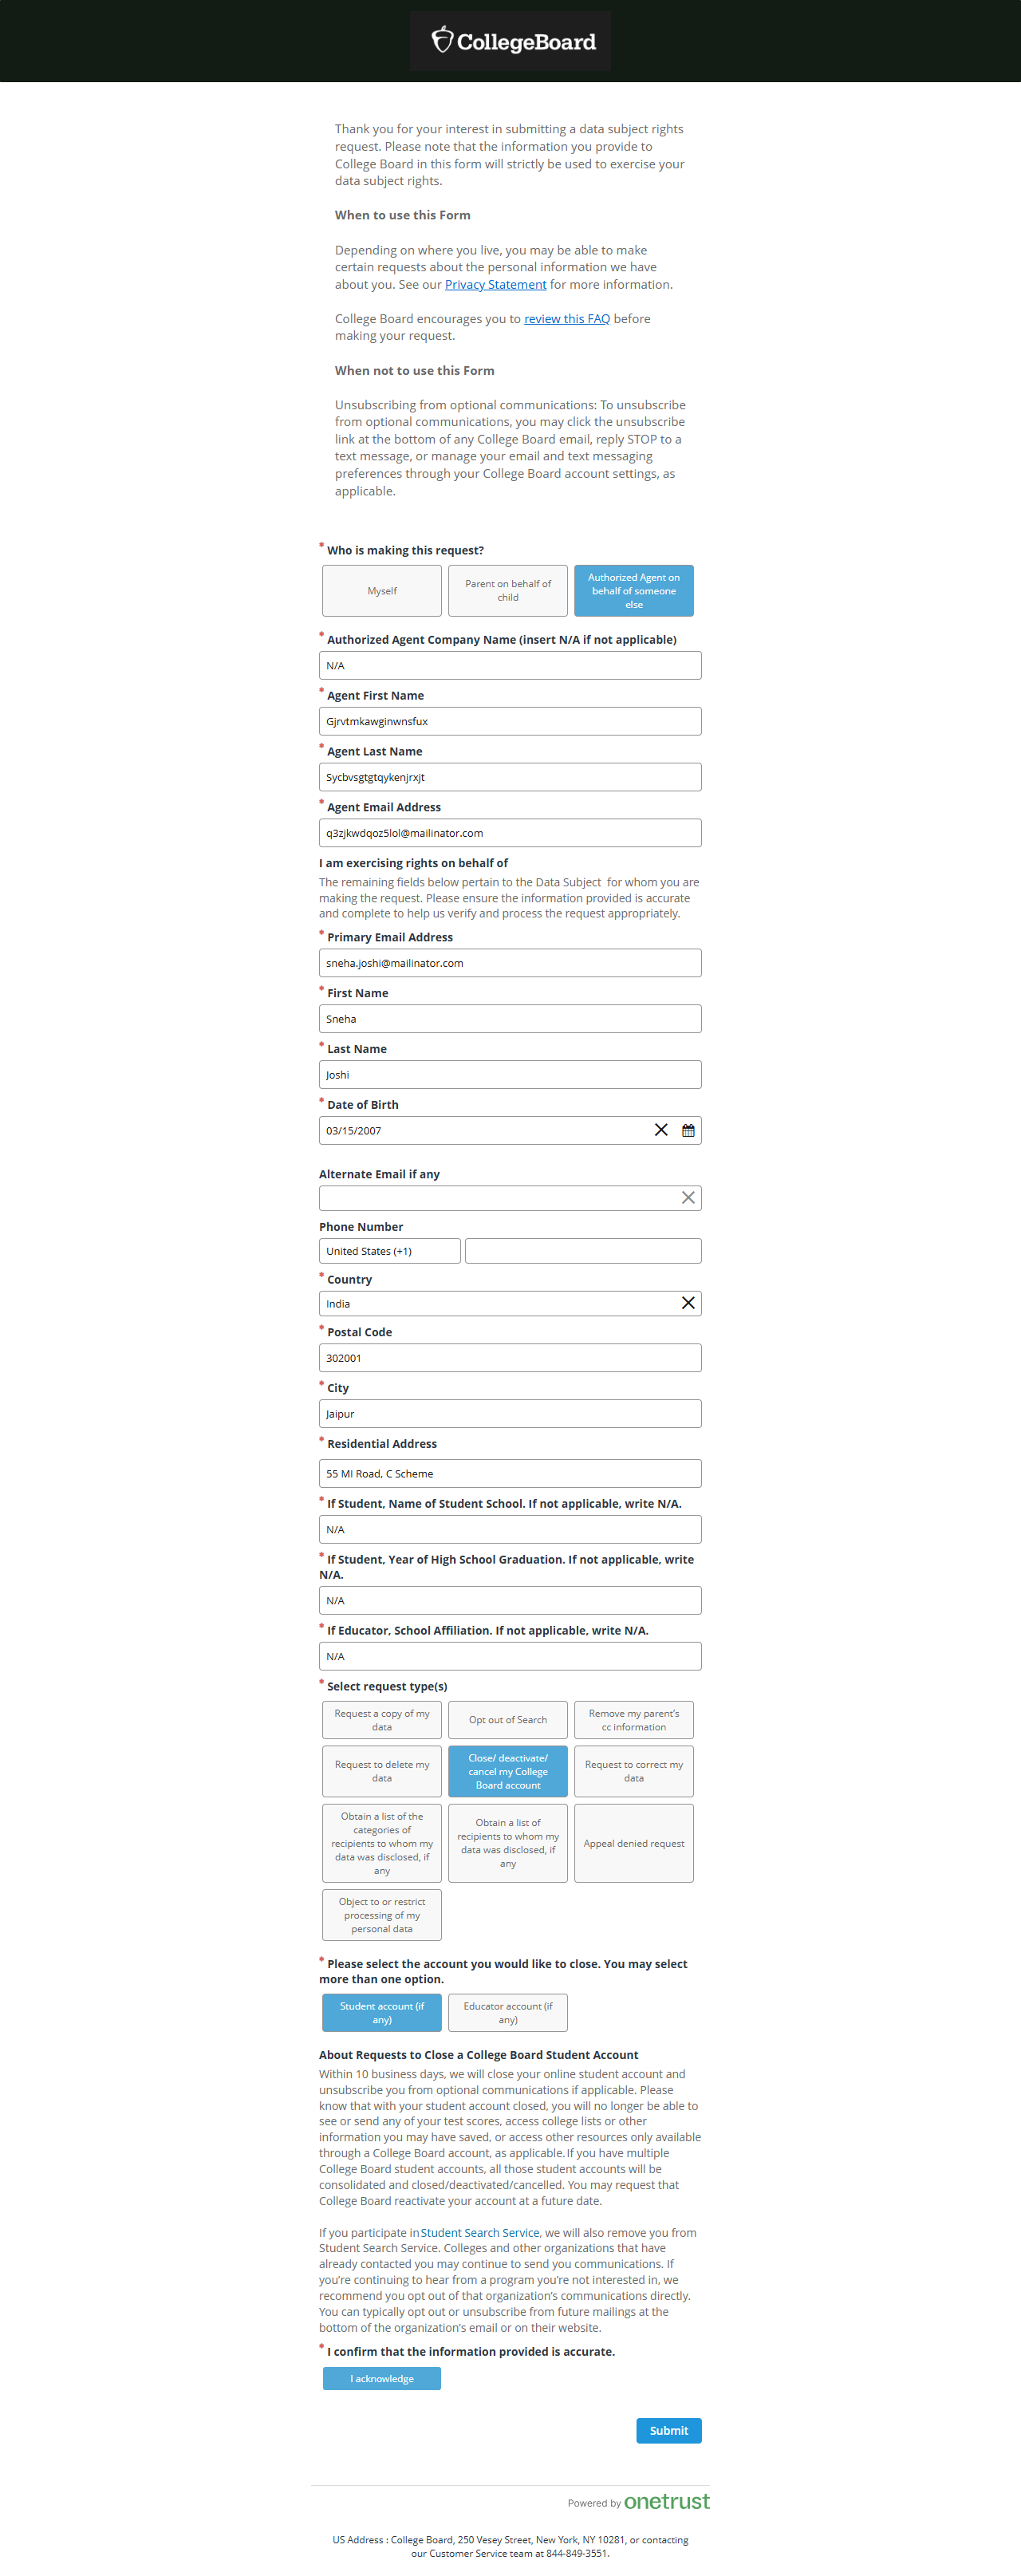 CollegeBoard
Thank you for your interest in submitting a data subject rights
request. Please note that the information you provide to
College Board in this form will strictly be used to exercise your
data subject rights.
When to use this Form
Depending on where you live, you may be able to make
certain requests about the personal information we have
about you. See our Privacy Statement for more information.
College Board encourages you to review this FAQ before
making your request.
When not to use this Form
Unsubscribing from optional communications: To unsubscribe
from optional communications, you may click the unsubscribe
link at the bottom of any College Board email, reply STOP to a
text message, or manage your email and text messaging
preferences through your College Board account settings, as
applicable.
* Who is making this request?
Myself
Parent on behalf of
child
Authorized Agent on
behalf of someone
else
* Authorized Agent Company Name (insert N/A if not applicable)
N/A
* Agent First Name
Gjrvtmkawginwnsfux
* Agent Last Name
Sycbvsgtgtqykenjrxjt
* Agent Email Address
q3zjkwdqoz5lol@mailinator.com
I am exercising rights on behalf of
The remaining fields below pertain to the Data Subject for whom you are
making the request. Please ensure the information provided is accurate
and complete to help us verify and process the request appropriately.
* Primary Email Address
sneha.joshi@mailinator.com
* First Name
Sneha
* Last Name
Joshi
* Date of Birth
03/15/2007
Alternate Email if any
Phone Number
United States (+1)
* Country
India
* Postal Code
302001
* City
Jaipur
* Residential Address
55 MI Road, C Scheme
* If Student, Name of Student School. If not applicable, write N/A.
N/A
* If Student, Year of High School Graduation. If not applicable, write
N/A.
N/A
* If Educator, School Affiliation. If not applicable, write N/A.
N/A
* Select request type(s)
Request a copy of my
data
Opt out of Search
Remove my parent's
cc information
Request to delete my
data
Close/ deactivate/
cancel my College
Board account
Request to correct my
data
Obtain a list of the
categories of
recipients to whom my
data was disclosed, if
any
Obtain a list of
recipients to whom my
data was disclosed, if
any
Appeal denied request
Object to or restrict
processing of my
personal data
* Please select the account you would like to close. You may select
more than one option.
Student account (if
any)
Educator account (if
any)
About Requests to Close a College Board Student Account
Within 10 business days, we will close your online student account and
unsubscribe you from optional communications if applicable. Please
know that with your student account closed, you will no longer be able to
see or send any of your test scores, access college lists or other
information you may have saved, or access other resources only available
through a College Board account, as applicable. If you have multiple
College Board student accounts, all those student accounts will be
consolidated and closed/deactivated/cancelled. You may request that
College Board reactivate your account at a future date.
If you participate in Student Search Service, we will also remove you from
Student Search Service. Colleges and other organizations that have
already contacted you may continue to send you communications. If
you're continuing to hear from a program you're not interested in, we
recommend you opt out of that organization's communications directly.
You can typically opt out or unsubscribe from future mailings at the
bottom of the organization's email or on their website.
* I confirm that the information provided is accurate.
I acknowledge
Submit
Powered by onetrust
US Address : College Board, 250 Vesey Street, New York, NY 10281, or contacting
our Customer Service team at 844-849-3551.